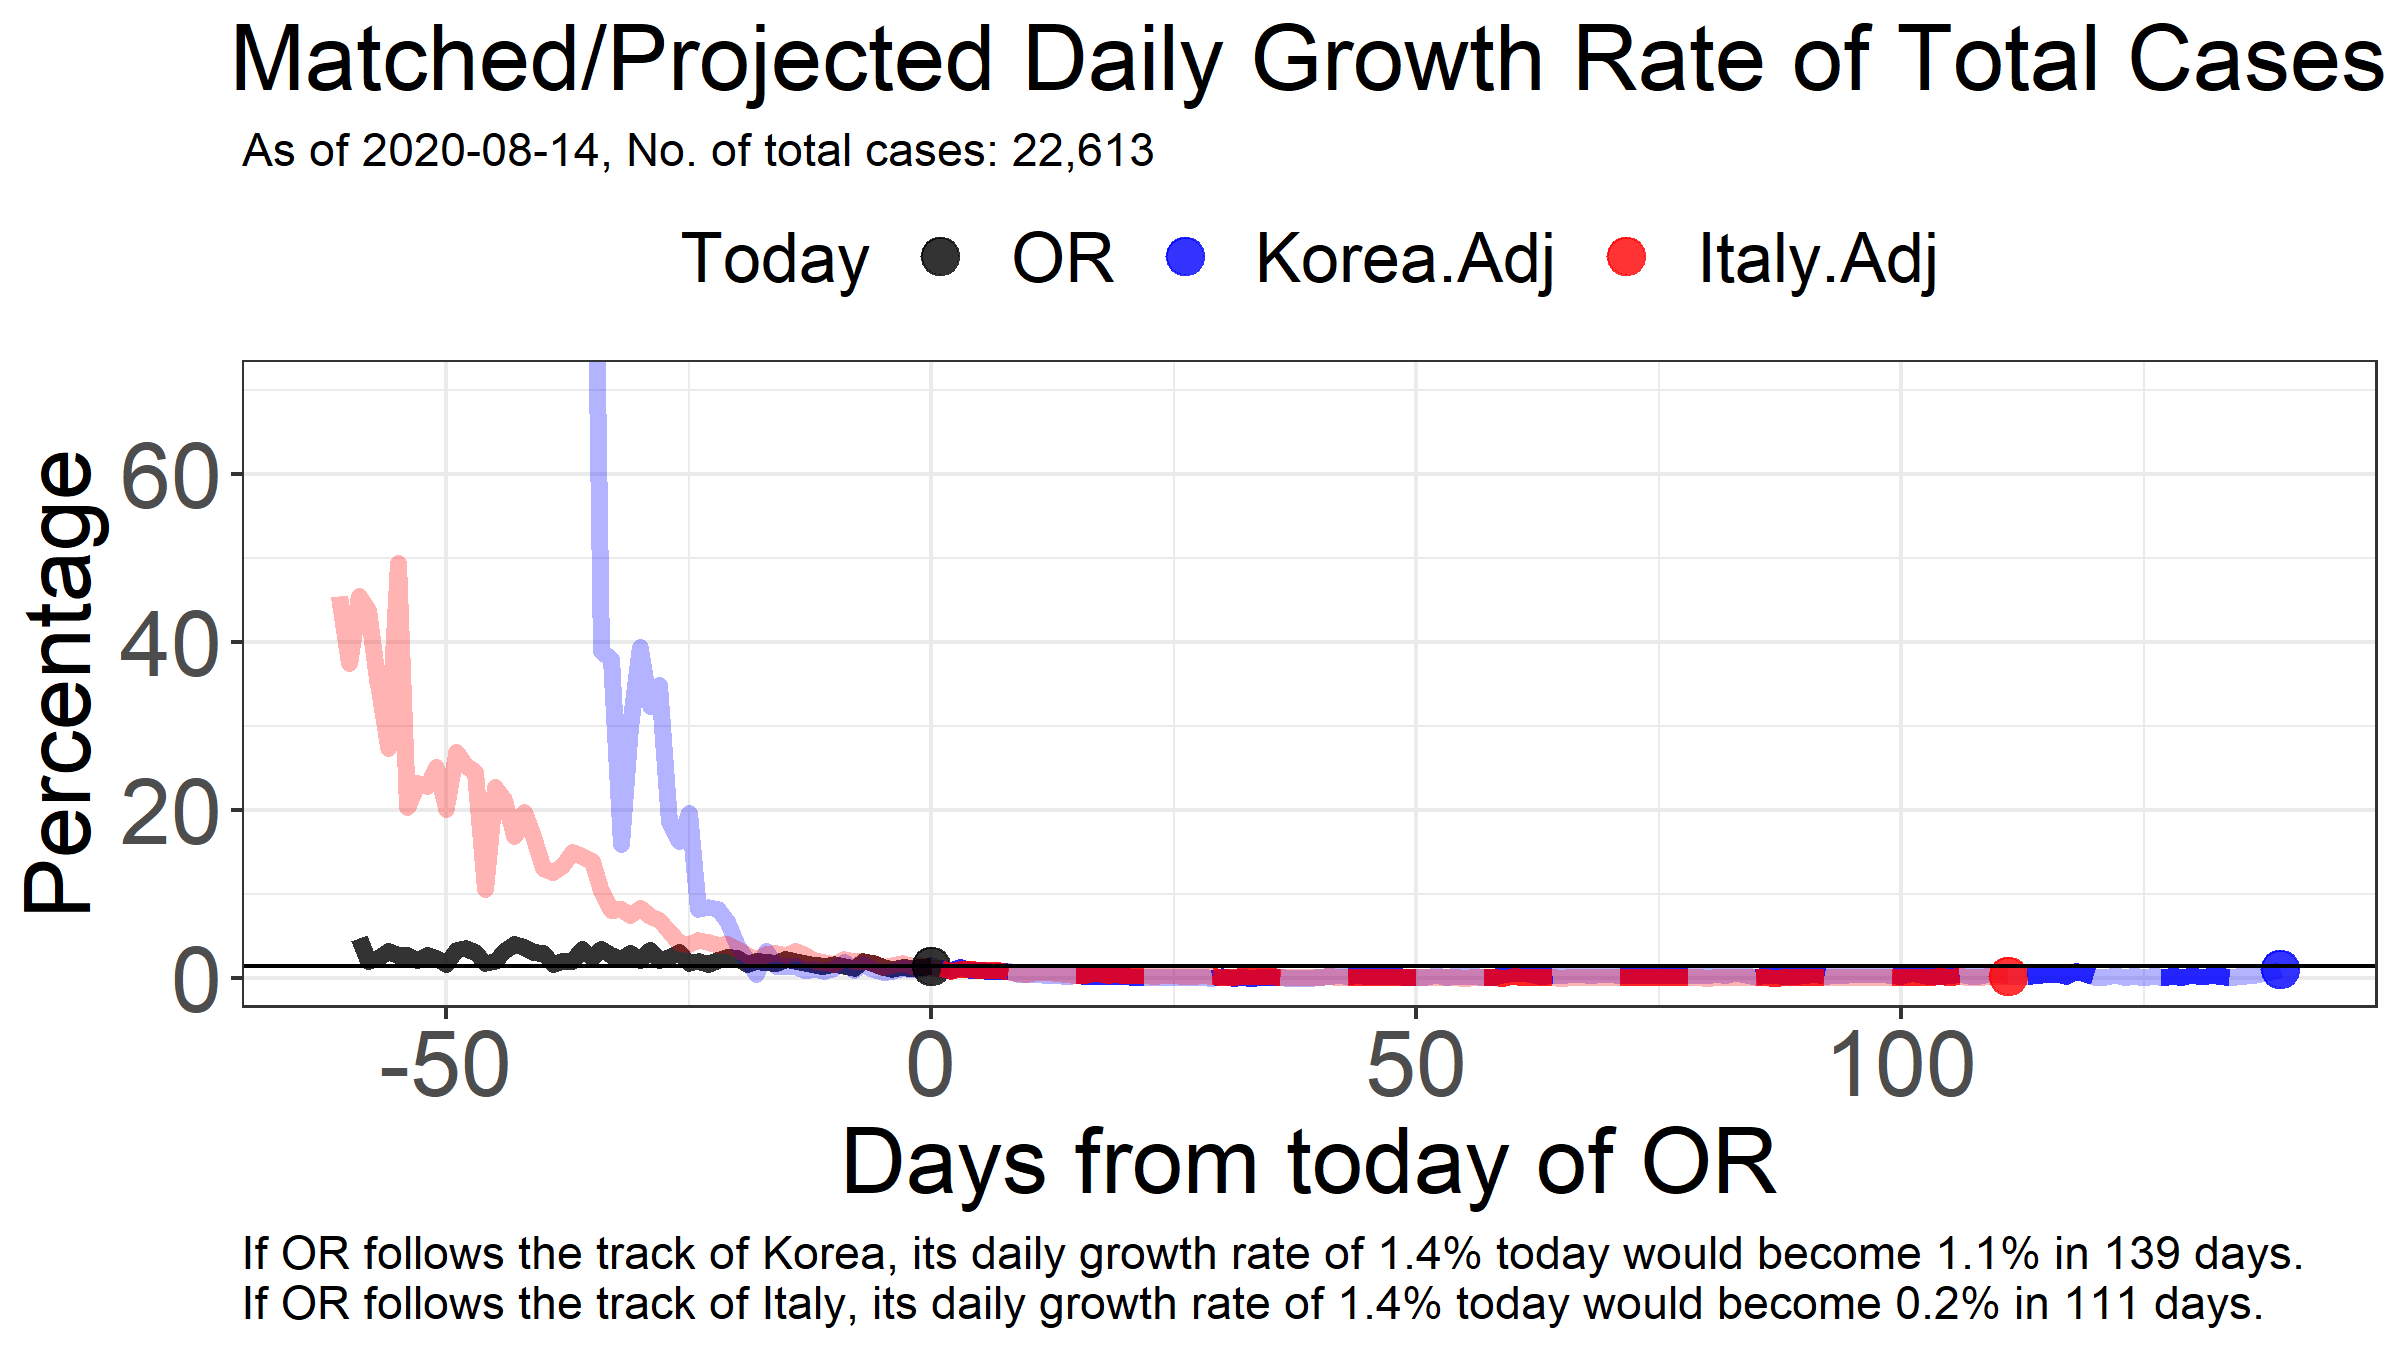 Matched/Projected Daily Growth Rate of Total Cases
As of 2020-08-14, No. of total cases: 22,613
Today OR Korea.Adj Italy.Adj
Percentage
60
40
20
0
-50 0 50 100
Days from today of OR
If OR follows the track of Korea, its daily growth rate of 1.4% today would become 1.1% in 139 days.
If OR follows the track of Italy, its daily growth rate of 1.4% today would become 0.2% in 111 days.